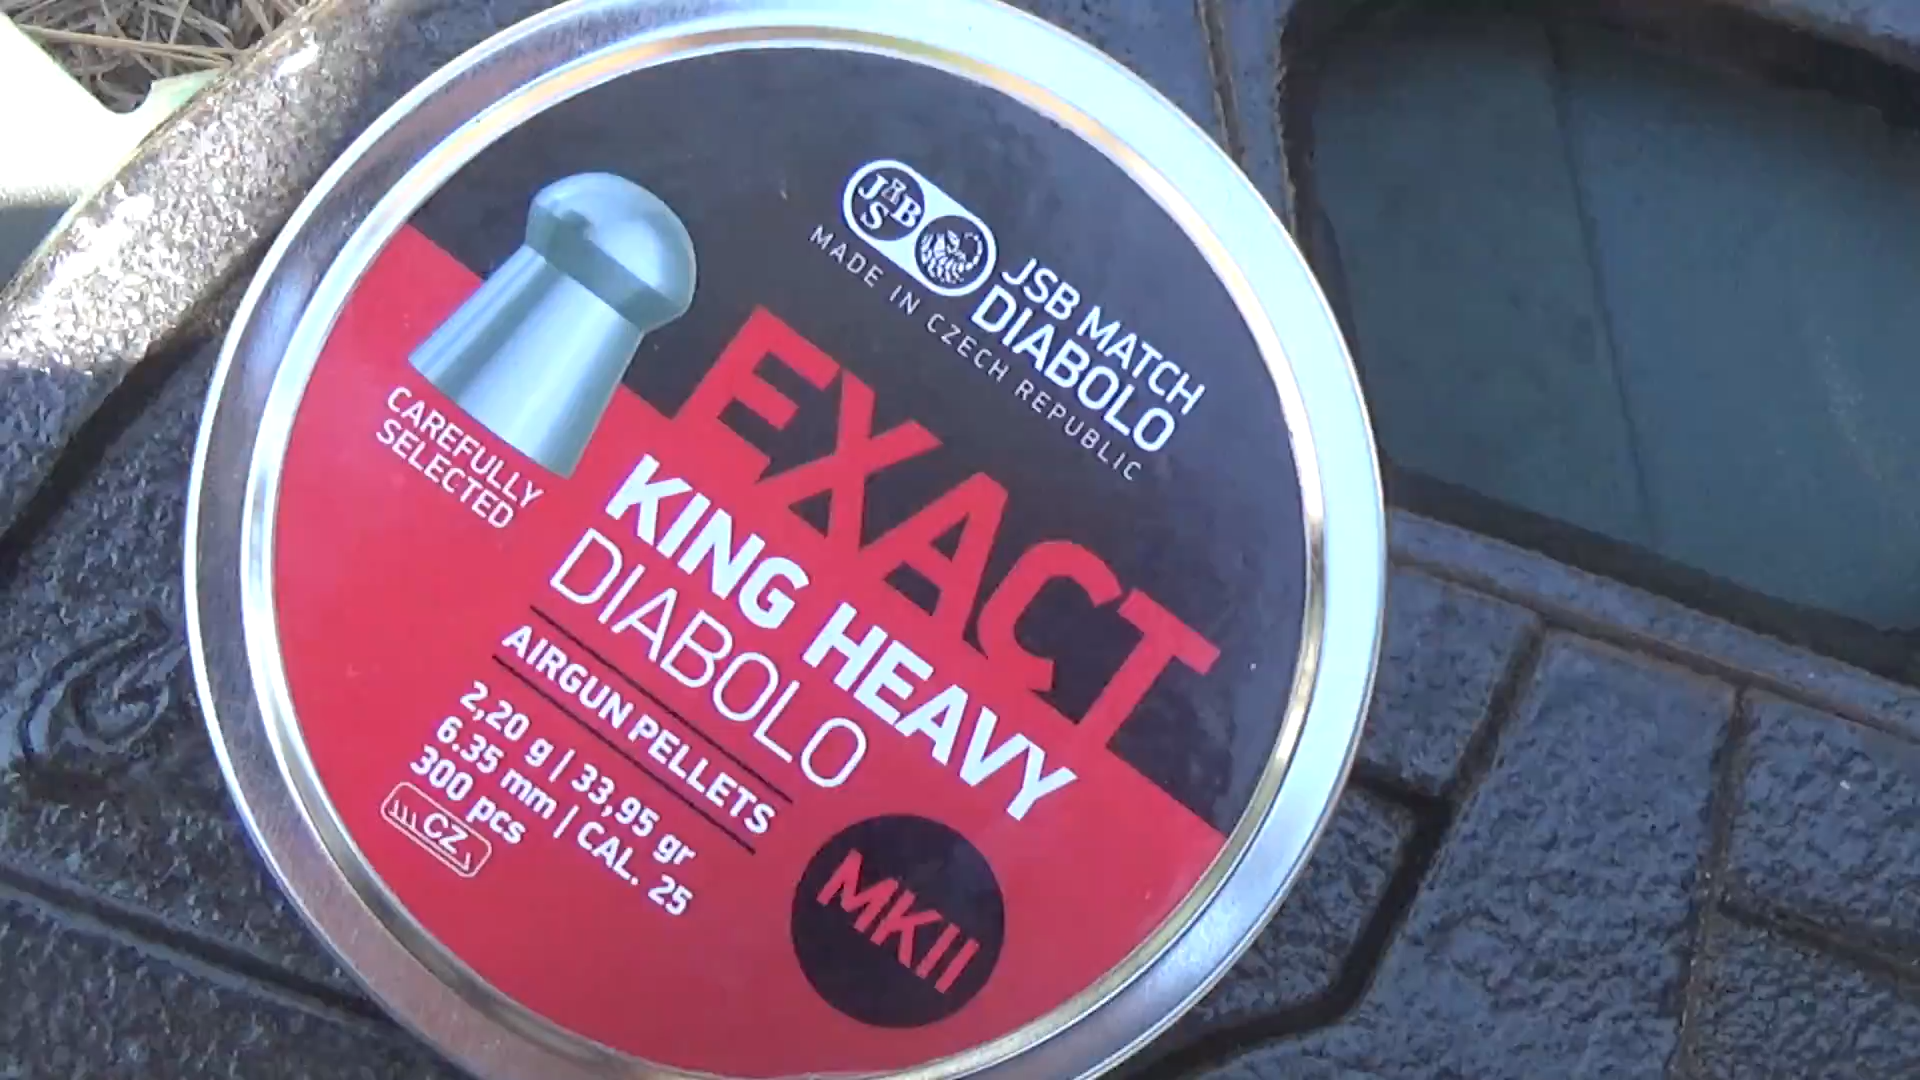 JSB
JSB MATCH
DIABOLO
MADE IN CZECH REPUBLIC
EXACT
KING HEAVY
DIABOLO
CAREFULLY
SELECTED
AIRGUN PELLETS
2,20 g | 33,95 gr
6.35 mm | CAL. 25
300 pcs
CZ
MKII